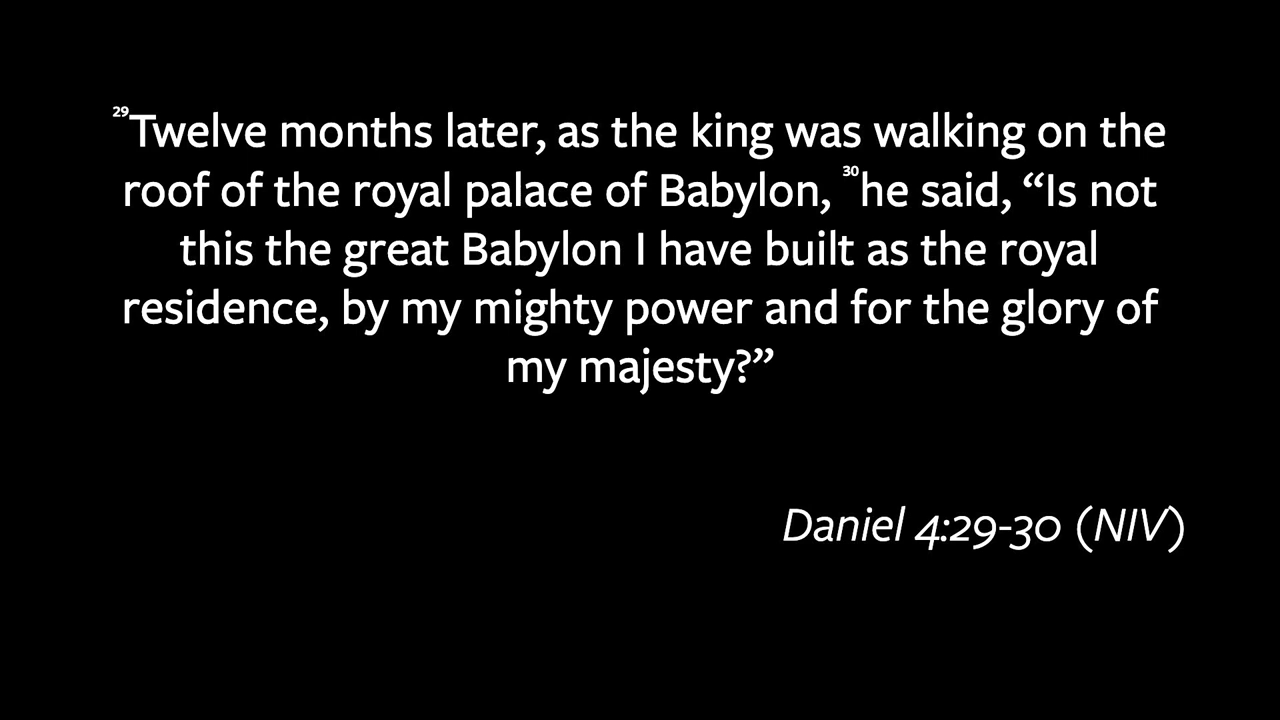 29Twelve months later, as the king was walking on the
roof of the royal palace of Babylon, 30he said, “Is not
this the great Babylon I have built as the royal
residence, by my mighty power and for the glory of
my majesty?”
Daniel 4:29-30 (NIV)